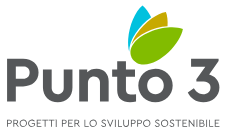 Punto 3
PROGETTI PER LO SVILUPPO SOSTENIBILE